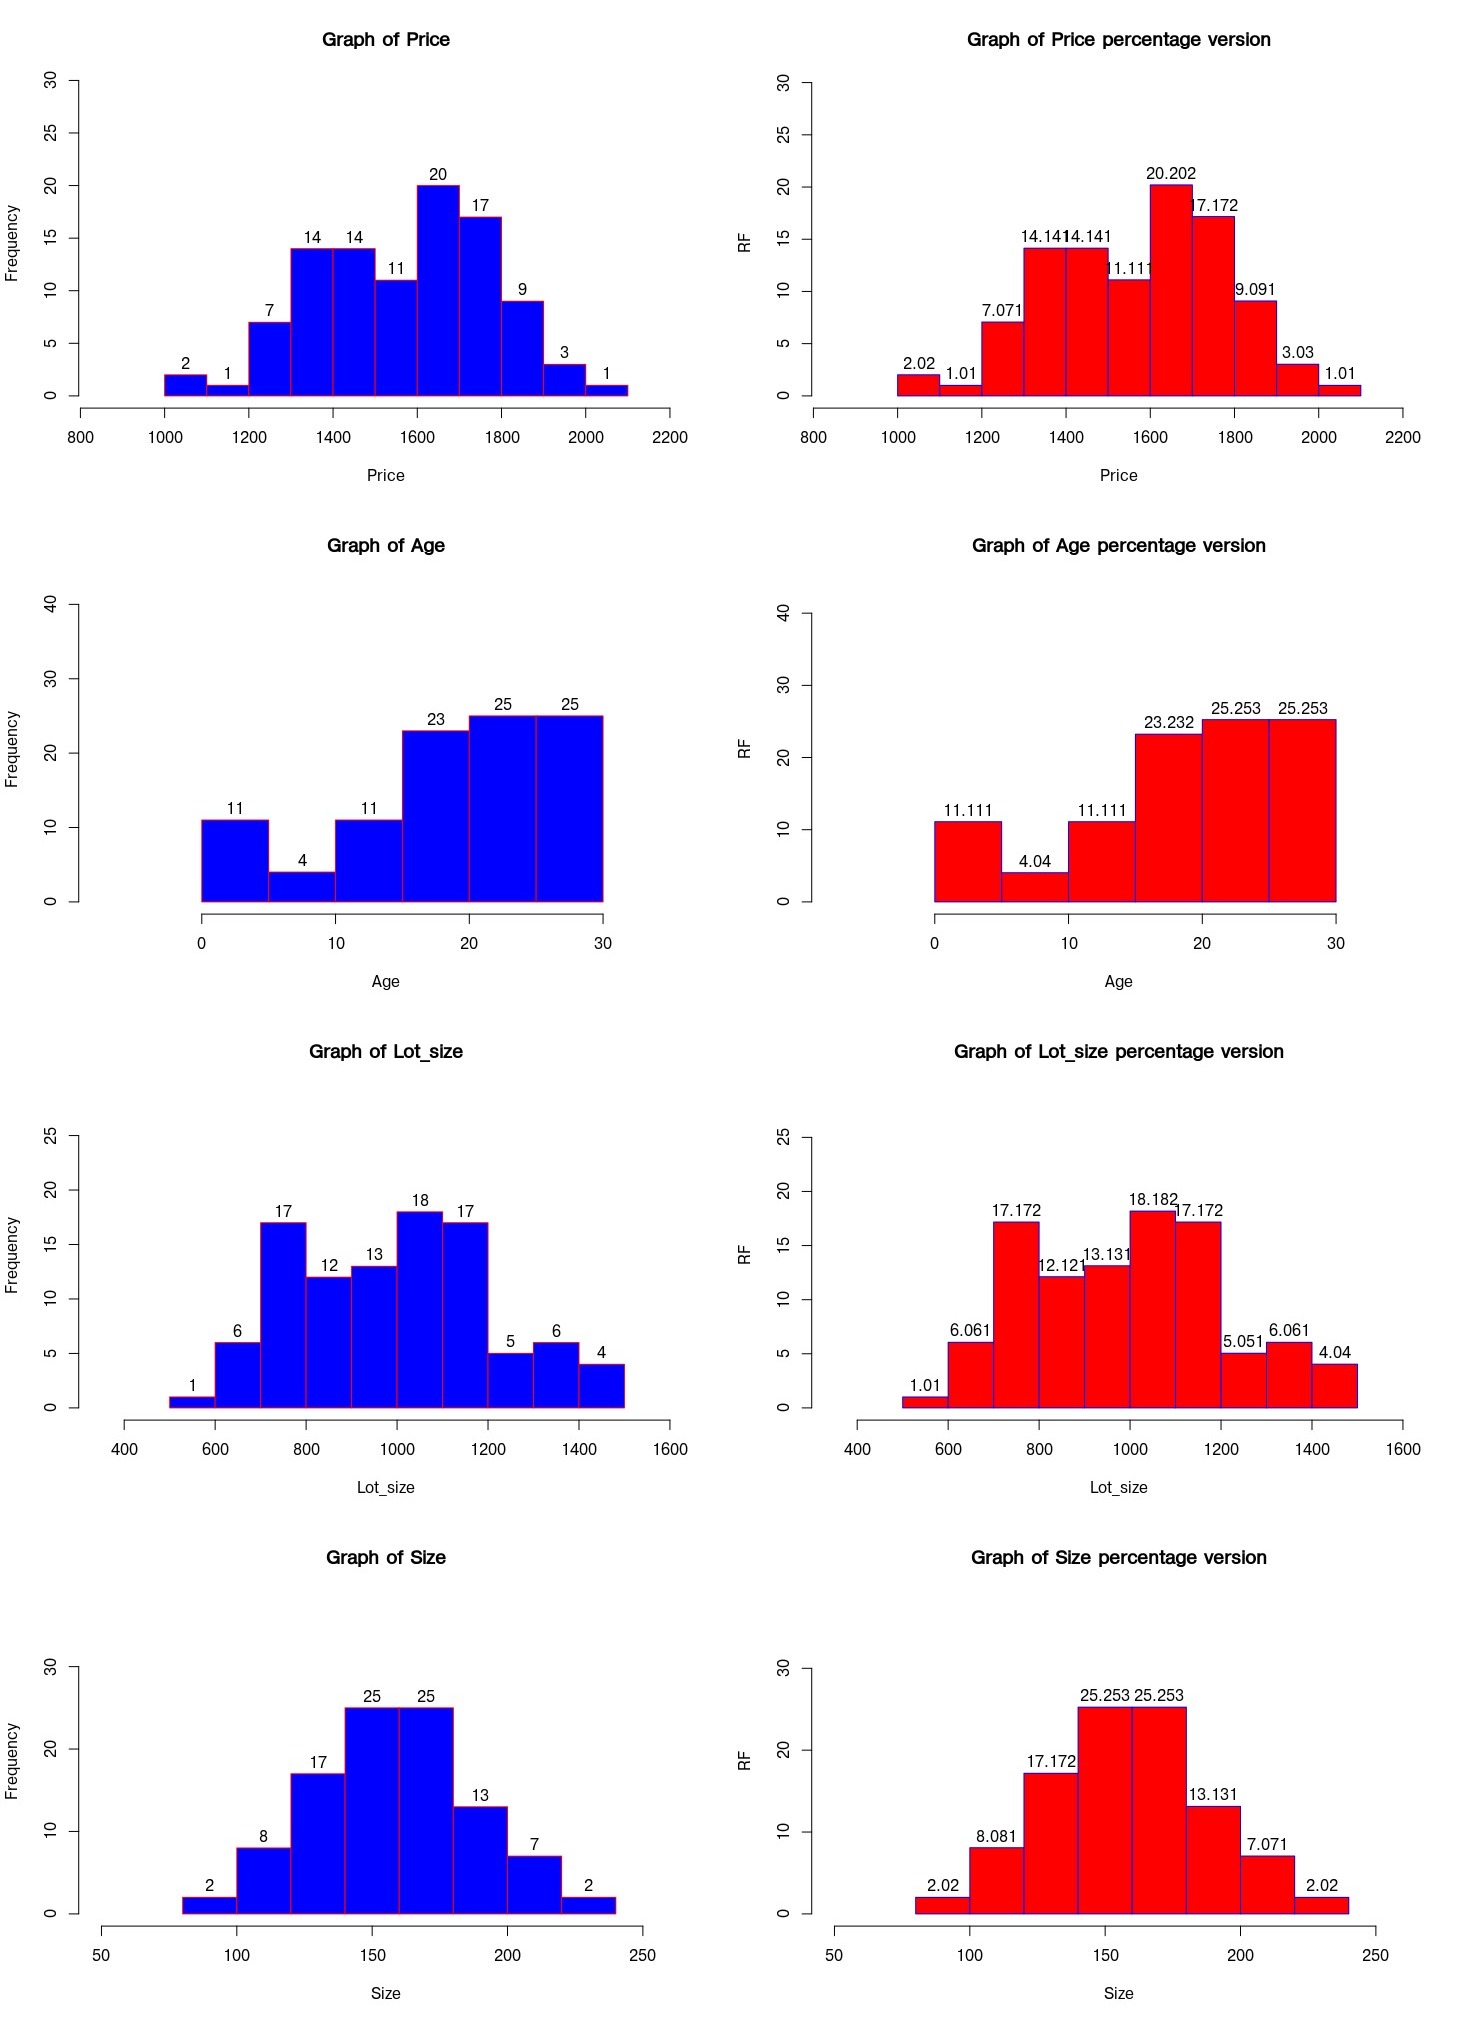 Graph of Price
Frequency
0 5 10 15 20 25 30
2 1 7 14 14 11 20 17 9 3 1
800 1000 1200 1400 1600 1800 2000 2200
Price
Graph of Price percentage version
RF
0 5 10 15 20 25 30
2.02 1.01 7.071 14.141 14.141 11.111 20.202 17.172 9.091 3.03 1.01
800 1000 1200 1400 1600 1800 2000 2200
Price
Graph of Age
Frequency
0 10 20 30 40
11 4 11 23 25 25
0 10 20 30
Age
Graph of Age percentage version
RF
0 10 20 30 40
11.111 4.04 11.111 23.232 25.253 25.253
0 10 20 30
Age
Graph of Lot_size
Frequency
0 5 10 15 20 25
1 6 17 12 13 18 17 5 6 4
400 600 800 1000 1200 1400 1600
Lot_size
Graph of Lot_size percentage version
RF
0 5 10 15 20 25
1.01 6.061 17.172 12.121 13.131 18.182 17.172 5.051 6.061 4.04
400 600 800 1000 1200 1400 1600
Lot_size
Graph of Size
Frequency
0 10 20 30
2 8 17 25 25 13 7 2
50 100 150 200 250
Size
Graph of Size percentage version
RF
0 10 20 30
2.02 8.081 17.172 25.253 25.253 13.131 7.071 2.02
50 100 150 200 250
Size